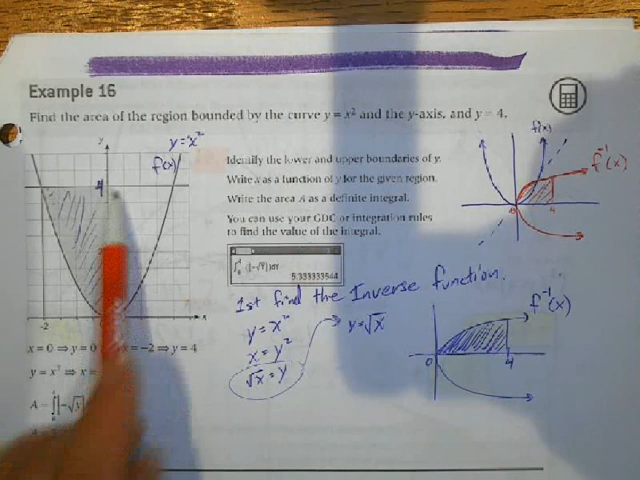 Example 16
Find the area of the region bounded by the curve y = x² and the y-axis, and y = 4.
y = x²
f(x)
y
4
-2
x
Identify the lower and upper boundaries of y.
Write x as a function of y for the given region.
Write the area A as a definite integral.
You can use your GDC or integration rules
to find the value of the integral.
5.333333544
f(x)
f⁻¹(x)
0
4
1st find the Inverse function.
y = x²
x = y²
√x = y
y = √x
f⁻¹(x)
0
4
x = 0 ⇒ y = 0
= −2 ⇒ y = 4
y = x² ⇒ x =
A =